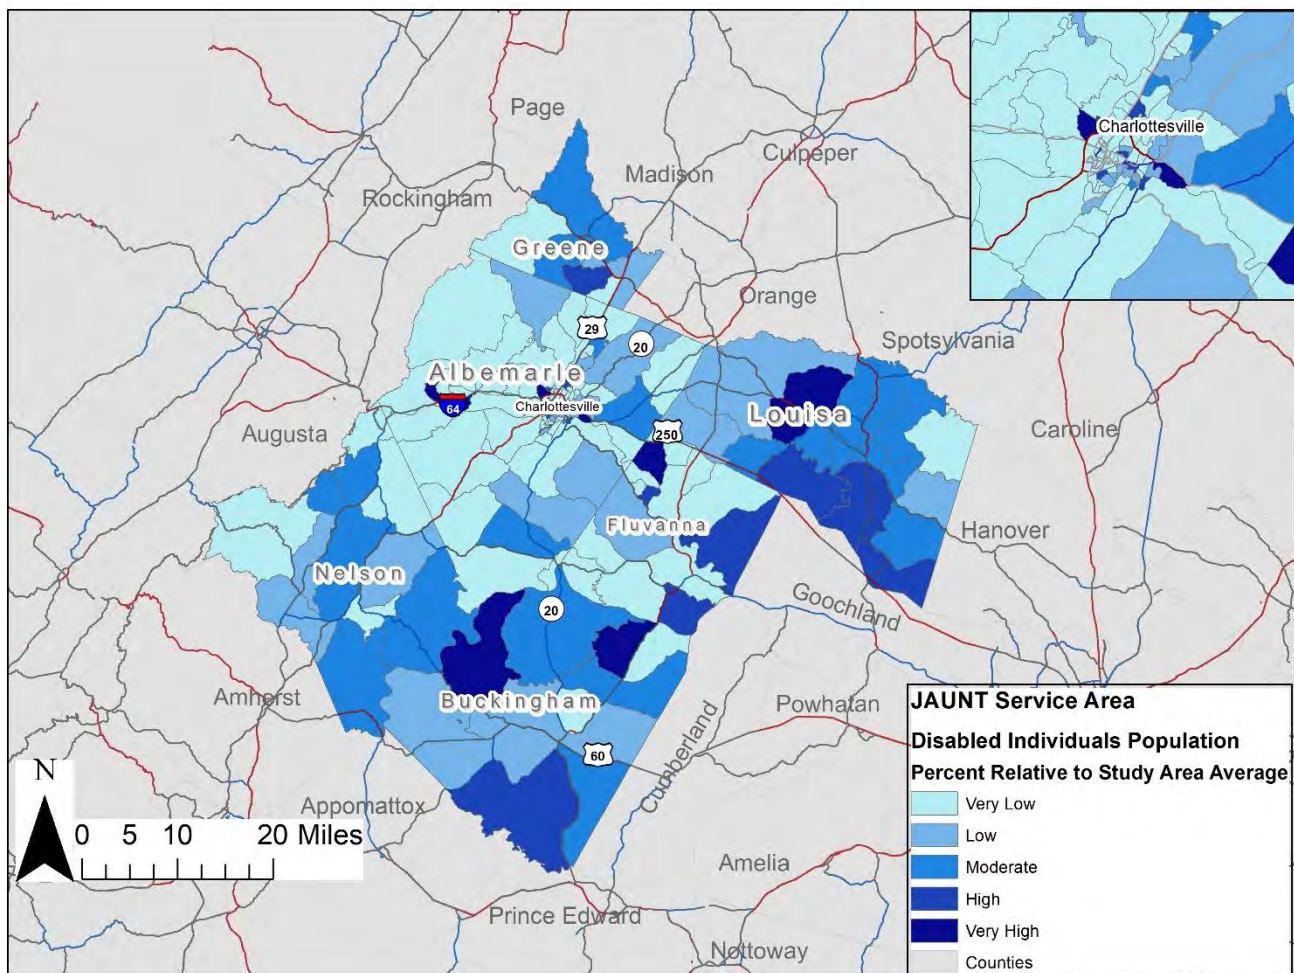 Page
Culpeper
Madison
Rockingham
Greene
Orange
29
20
Spotsylvania
Albemarle
64
Charlottesville
Louisa
250
Augusta
Caroline
Fluvanna
Hanover
Nelson
20
Goochland
Amherst
Buckingham
Powhatan
60
Cumberland
Appomattox
Amelia
Prince Edward
Nottoway
Charlottesville
N
0 5 10 20 Miles
JAUNT Service Area
Disabled Individuals Population
Percent Relative to Study Area Average
Very Low
Low
Moderate
High
Very High
Counties